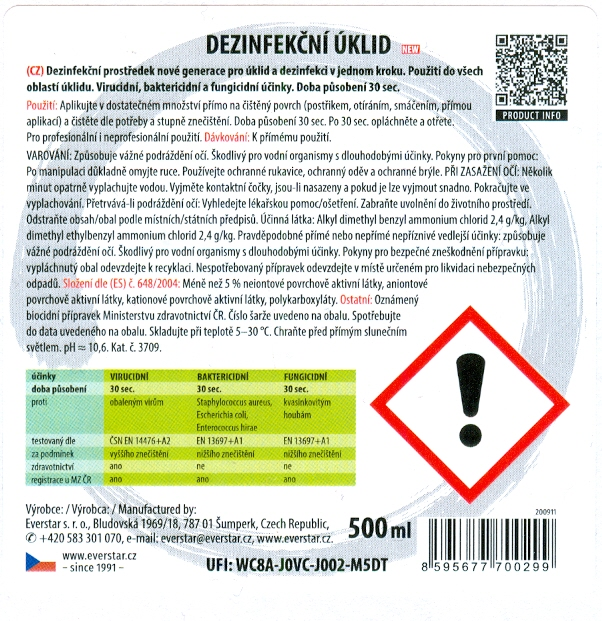 DEZINFEKČNÍ ÚKLID NEW
PRODUCT INFO
(CZ) Dezinfekční prostředek nové generace pro úklid a dezinfekci v jednom kroku. Použití do všech
oblastí úklidu. Virucidní, baktericidní a fungicidní účinky. Doba působení 30 sec.
Použití: Aplikujte v dostatečném množství přímo na čištěný povrch (postřikem, otíráním, smáčením, přímou
aplikací) a čistěte dle potřeby a stupně znečištění. Doba působení 30 sec. Po 30 sec. opláchněte a otřete.
Pro profesionální i neprofesionální použití. Dávkování: K přímému použití.
VAROVÁNÍ: Způsobuje vážné podráždění očí. Škodlivý pro vodní organismy s dlouhodobými účinky. Pokyny pro první pomoc:
Po manipulaci důkladně omyjte ruce. Používejte ochranné rukavice, ochranný oděv a ochranné brýle. PŘI ZASAŽENÍ OČÍ: Několik
minut opatrně vyplachujte vodou. Vyjměte kontaktní čočky, jsou-li nasazeny a pokud je lze vyjmout snadno. Pokračujte ve
vyplachování. Přetrvává-li podráždění očí: Vyhledejte lékařskou pomoc/ošetření. Zabraňte uvolnění do životního prostředí.
Odstraňte obsah/obal podle místních/státních předpisů. Účinná látka: Alkyl dimethyl benzyl ammonium chlorid 2,4 g/kg, Alkyl
dimethyl ethylbenzyl ammonium chlorid 2,4 g/kg. Pravděpodobné přímé nebo nepřímé nepříznivé vedlejší účinky: způsobuje
vážné podráždění očí. Škodlivý pro vodní organismy s dlouhodobými účinky. Pokyny pro bezpečné zneškodnění přípravku;
vypláchnutý obal odevzdejte k recyklaci. Nespotřebovaný přípravek odevzdejte v místě určeném pro likvidaci nebezpečných
odpadů. Složení dle (ES) č. 648/2004: Méně než 5 % neiontové povrchově aktivní látky, aniontové
povrchově aktivní látky, kationové povrchově aktivní látky, polykarboxyláty. Ostatní: Oznámený
biocidní přípravek Ministerstvu zdravotnictví ČR. Číslo šarže uvedeno na obalu. Spotřebujte
do data uvedeného na obalu. Skladujte při teplotě 5–30 °C. Chraňte před přímým slunečním
světlem. pH ≈ 10,6. Kat. č. 3709.
účinky VIRUCIDNÍ BAKTERICIDNÍ FUNGICIDNÍ
doba působení 30 sec. 30 sec. 30 sec.
proti obaleným virům Staphylococcus aureus, kvasinkovitým
Escherichia coli, houbám
Enterococcus hirae
testovaný dle ČSN EN 14476+A2 EN 13697+A1 EN 13697+A1
za podmínek vyššího znečištění nižšího znečištění nižšího znečištění
zdravotnictví ano ne ne
registrace u MZ ČR ano ano ano
Výrobce: / Výrobca: / Manufactured by:
Everstar s. r. o., Bludovská 1969/18, 787 01 Šumperk, Czech Republic,
✆ +420 583 301 070, e-mail: everstar@everstar.cz, www.everstar.cz.
www.everstar.cz
– since 1991 –
500 ml
UFI: WC8A-J0VC-J002-M5DT
200911
8 595677 700299